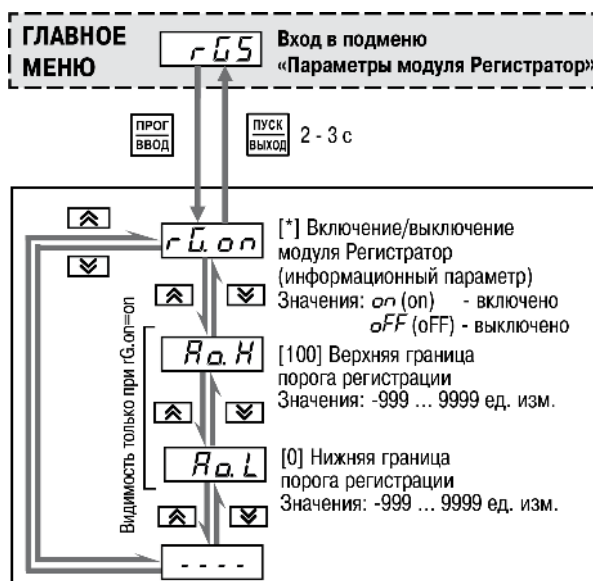 ГЛАВНОЕ
МЕНЮ
rGS
Вход в подменю
«Параметры модуля Регистратор»
ПРОГ
ВВОД
ПУСК
ВЫХОД
2 - 3 с
rG.on
[*] Включение/выключение
модуля Регистратор
(информационный параметр)
Значения: on (on) - включено
oFF (oFF) - выключено
Видимость только при rG.on=on
Ao.H
[100] Верхняя граница
порога регистрации
Значения: -999 ... 9999 ед. изм.
Ao.L
[0] Нижняя граница
порога регистрации
Значения: -999 ... 9999 ед. изм.
- - - -